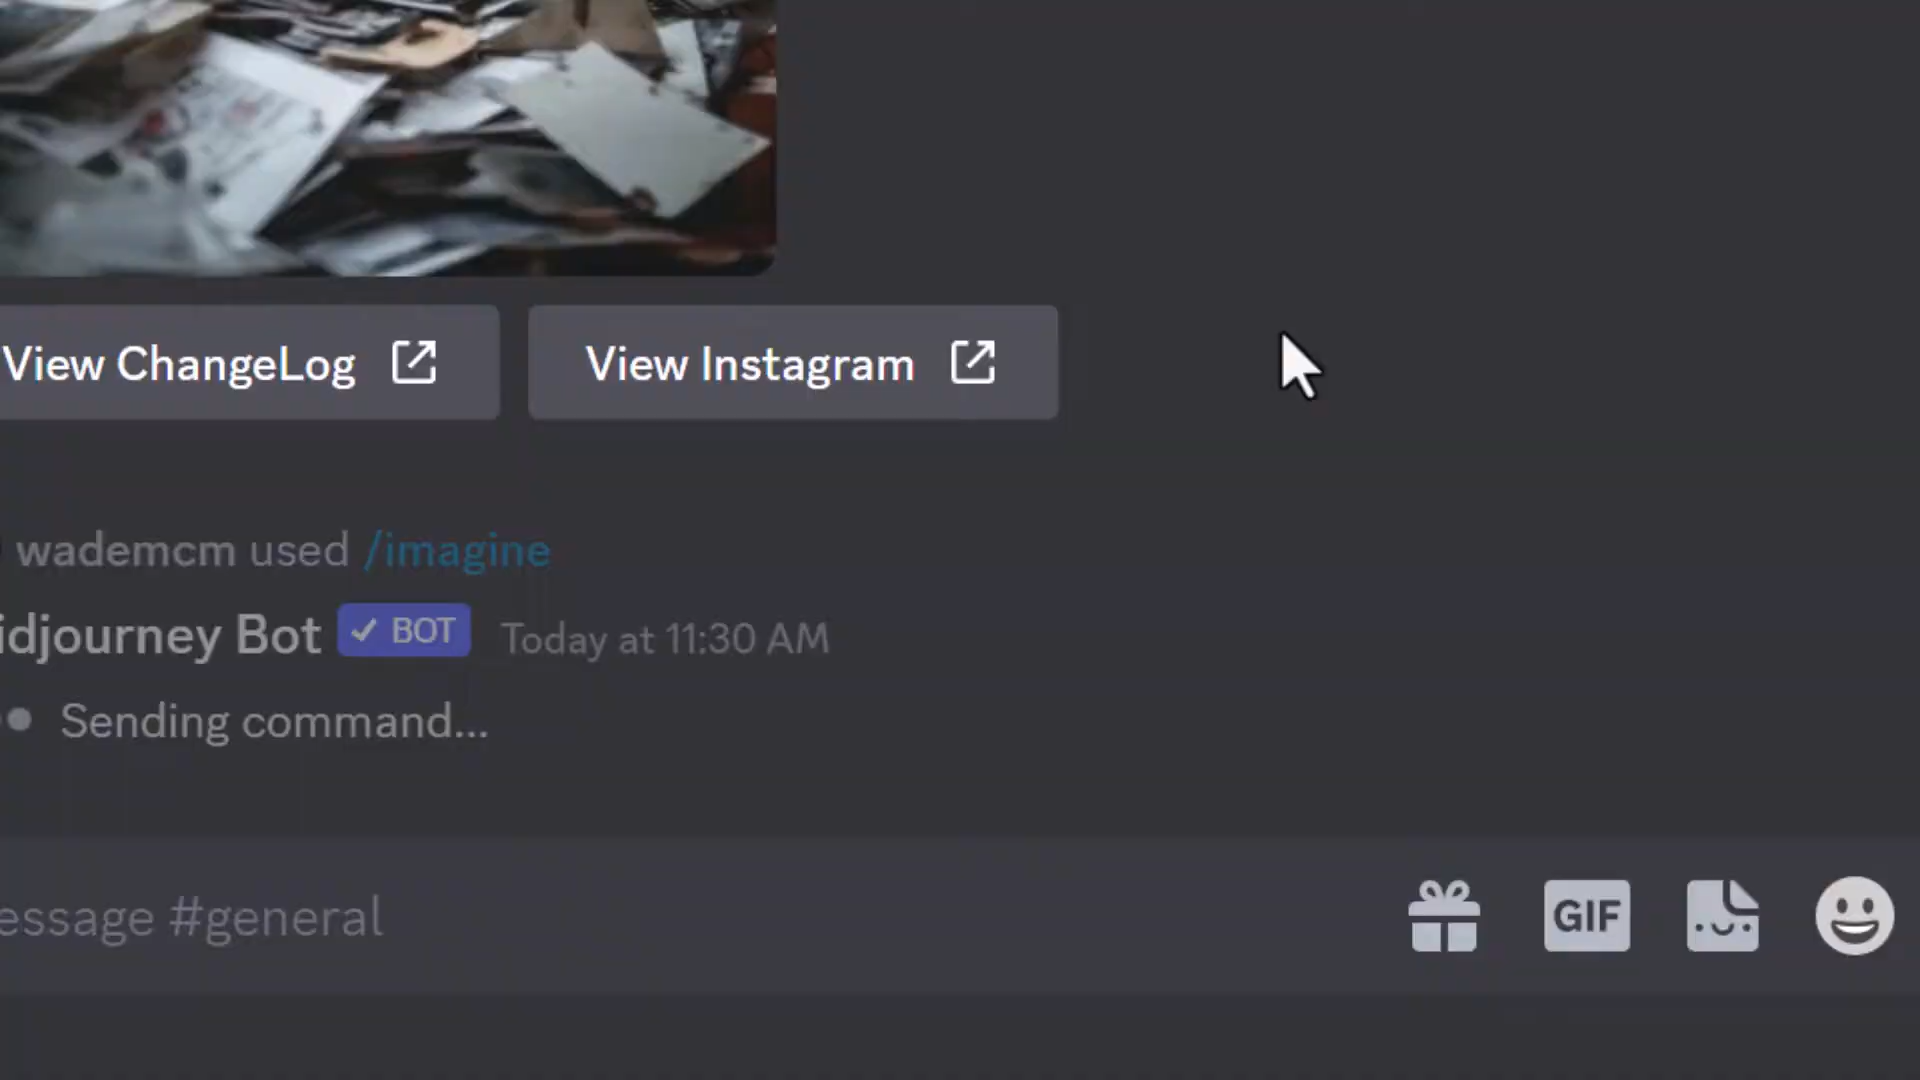 View ChangeLog
View Instagram
wademcm used /imagine
idjourney Bot ✓ BOT Today at 11:30 AM
Sending command...
essage #general
GIF